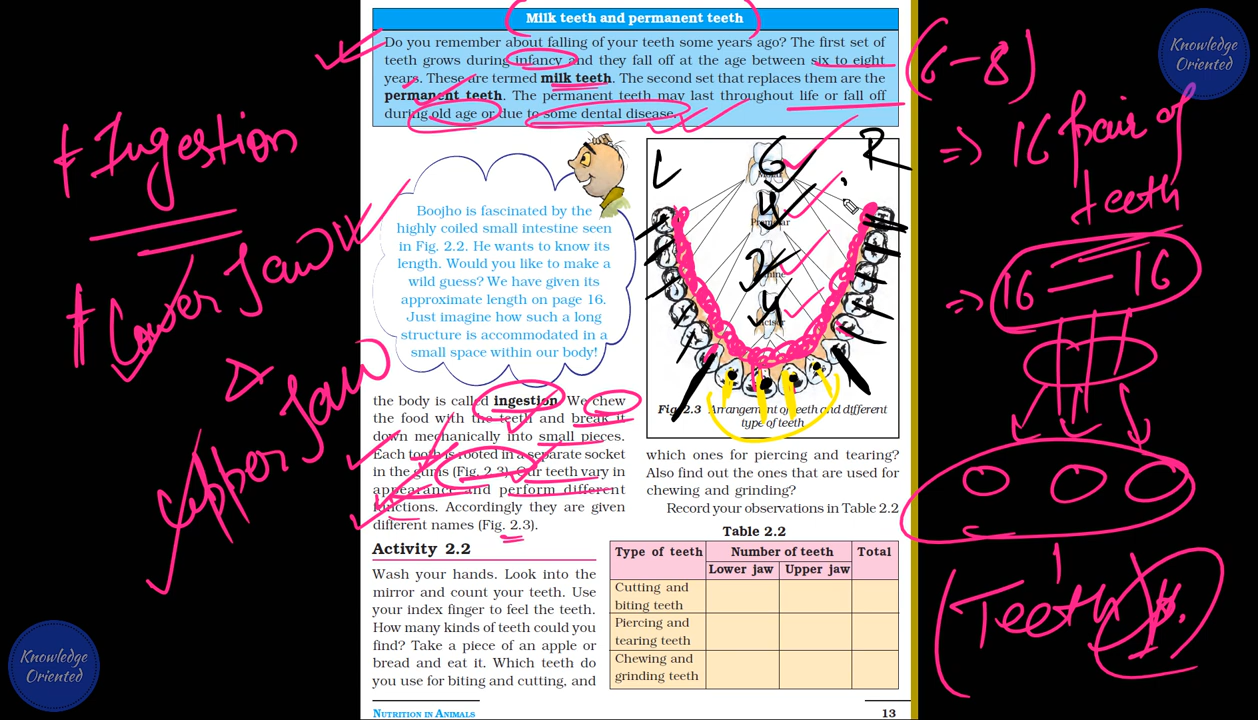 Milk teeth and permanent teeth
Do you remember about falling of your teeth some years ago? The first set of
teeth grows during infancy and they fall off at the age between six to eight
years. These are termed milk teeth. The second set that replaces them are the
permanent teeth. The permanent teeth may last throughout life or fall off
during old age or due to some dental disease.
Boojho is fascinated by the
highly coiled small intestine seen
in Fig. 2.2. He wants to know its
length. Would you like to make a
wild guess? We have given its
approximate length on page 16.
Just imagine how such a long
structure is accommodated in a
small space within our body!
the body is called ingestion. We chew
the food with the teeth and break it
down mechanically into small pieces.
Each tooth is rooted in a separate socket
in the gums (Fig. 2.3). Our teeth vary in
appearance and perform different
functions. Accordingly they are given
different names (Fig. 2.3).
Activity 2.2
Wash your hands. Look into the
mirror and count your teeth. Use
your index finger to feel the teeth.
How many kinds of teeth could you
find? Take a piece of an apple or
bread and eat it. Which teeth do
you use for biting and cutting, and
L
R
6
4
2
4
Fig. 2.3 Arrangement of teeth and different
type of teeth
which ones for piercing and tearing?
Also find out the ones that are used for
chewing and grinding?
Record your observations in Table 2.2
Table 2.2
Type of teeth Number of teeth Total
Lower jaw Upper jaw
Cutting and
biting teeth
Piercing and
tearing teeth
Chewing and
grinding teeth
NUTRITION IN ANIMALS 13
# Ingestion
# Lower Jaw
Upper Jaw
(6-8)
=> 16 pair of
teeth
=> 16 = 16
Teeth
Knowledge
Oriented
Knowledge
Oriented